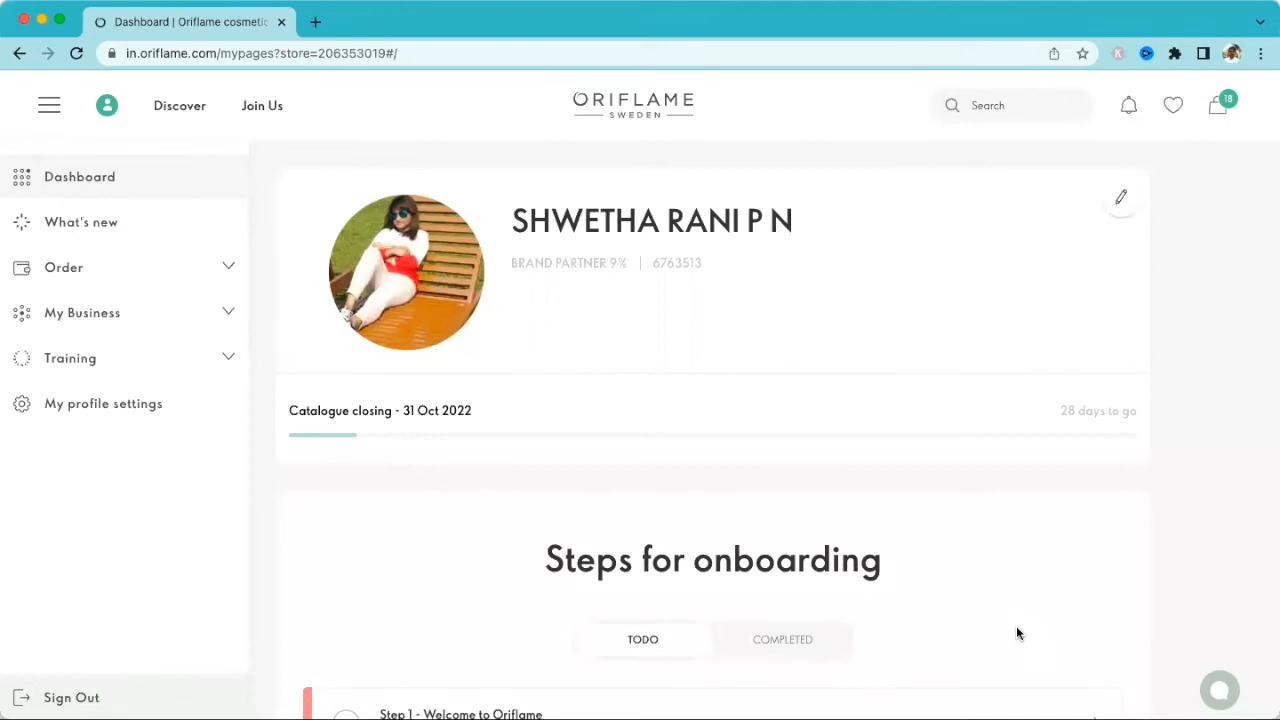 Dashboard | Oriflame cosmetic
in.oriflame.com/mypages?store=206353019#/
Discover
Join Us
ORIFLAME
SWEDEN
Search
18
Dashboard
What's new
Order
My Business
Training
My profile settings
Sign Out
SHWETHA RANI P N
BRAND PARTNER 9% | 6763513
Catalogue closing - 31 Oct 2022
28 days to go
Steps for onboarding
TODO
COMPLETED
Step 1 - Welcome to Oriflame